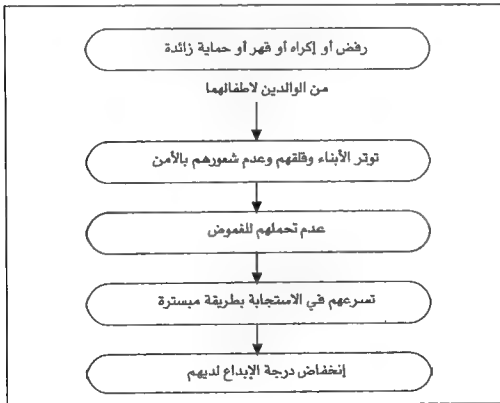 رفض أو إكراه أو قهر أو حماية زائدة
من الوالدين لاطفالهما
توتر الأبناء وقلقهم وعدم شعورهم بالأمن
عدم تحملهم للغموض
تسرعهم في الاستجابة بطريقة مبسترة
إنخفاض درجة الإبداع لديهم